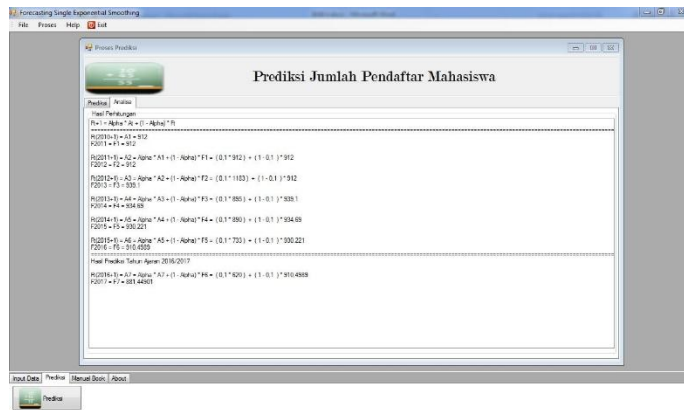 Forecasting Single Exponential Smoothing
File Proses Help Exit
Proses Prediksi
Prediksi Jumlah Pendaftar Mahasiswa
Prediksi Analisa
Hasil Perhitungan
Ft+1 = Alpha * At + (1 - Alpha) * Ft
Ft(2010+1) = A1 = 912
F2011 = F1 = 912
Ft(2011+1) = A2 = Alpha * A1 + (1 - Alpha) * F1 = ( 0,1 * 912 ) + ( 1 - 0,1 ) * 912
F2012 = F2 = 912
Ft(2012+1) = A3 = Alpha * A2 + (1 - Alpha) * F2 = ( 0,1 * 1183 ) + ( 1 - 0,1 ) * 912
F2013 = F3 = 939,1
Ft(2013+1) = A4 = Alpha * A3 + (1 - Alpha) * F3 = ( 0,1 * 895 ) + ( 1 - 0,1 ) * 939,1
F2014 = F4 = 934,69
Ft(2014+1) = A5 = Alpha * A4 + (1 - Alpha) * F4 = ( 0,1 * 890 ) + ( 1 - 0,1 ) * 934,69
F2015 = F5 = 930,221
Ft(2015+1) = A6 = Alpha * A5 + (1 - Alpha) * F5 = ( 0,1 * 733 ) + ( 1 - 0,1 ) * 930,221
F2016 = F6 = 910,4989
Hasil Prediksi Tahun Ajaran 2016/2017
Ft(2016+1) = A7 = Alpha * A7 + (1 - Alpha) * F6 = ( 0,1 * 620 ) + ( 1 - 0,1 ) * 910,4989
F2017 = F7 = 881,44901
Input Data Prediksi Manual Book About
Prediksi